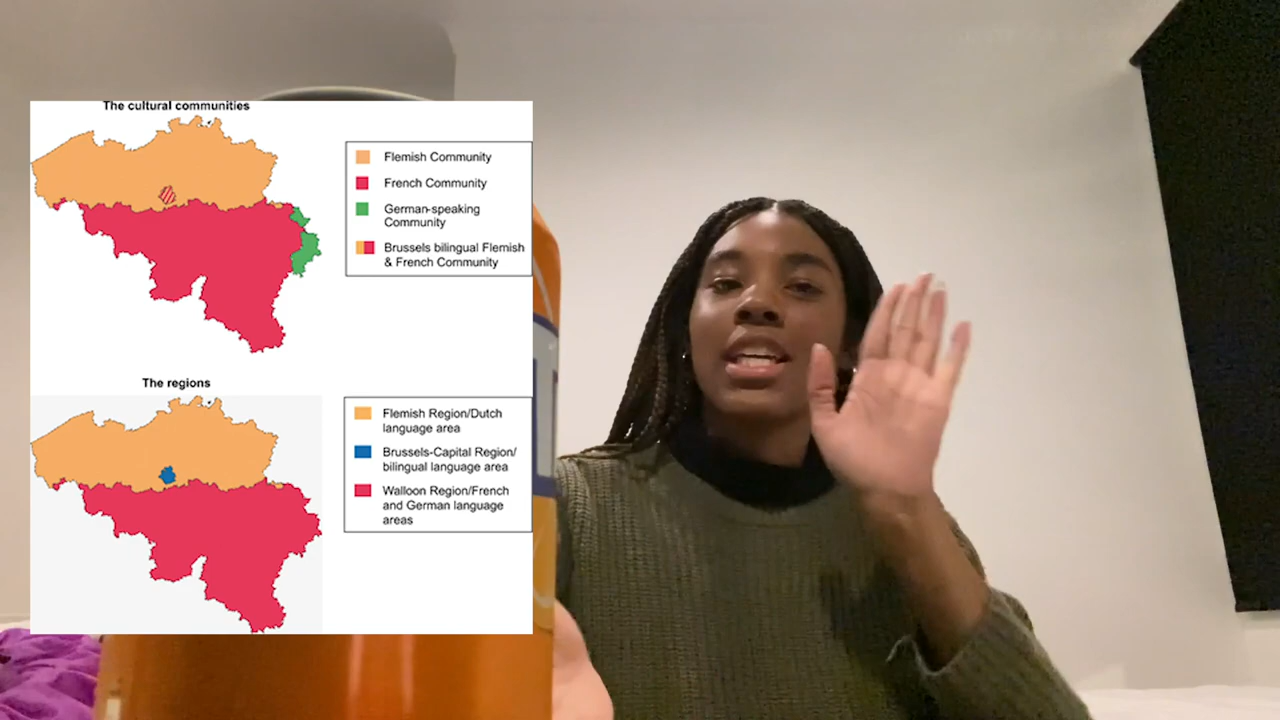 The cultural communities
Flemish Community
French Community
German-speaking
Community
Brussels bilingual Flemish
& French Community
The regions
Flemish Region/Dutch
language area
Brussels-Capital Region/
bilingual language area
Walloon Region/French
and German language
areas